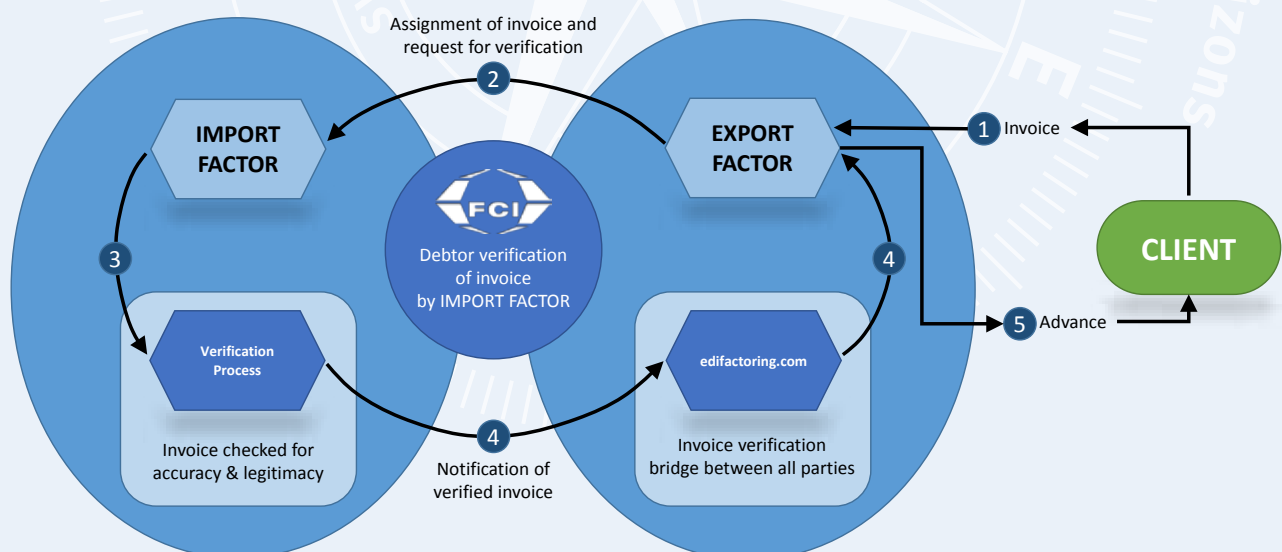 Assignment of invoice and
request for verification
2
IMPORT
FACTOR
EXPORT
FACTOR
1
Invoice
FCI
Debtor verification
of invoice
by IMPORT FACTOR
3
4
CLIENT
5
Advance
Verification
Process
edifactoring.com
Invoice checked for
accuracy & legitimacy
4
Notification of
verified invoice
Invoice verification
bridge between all parties
E
izons